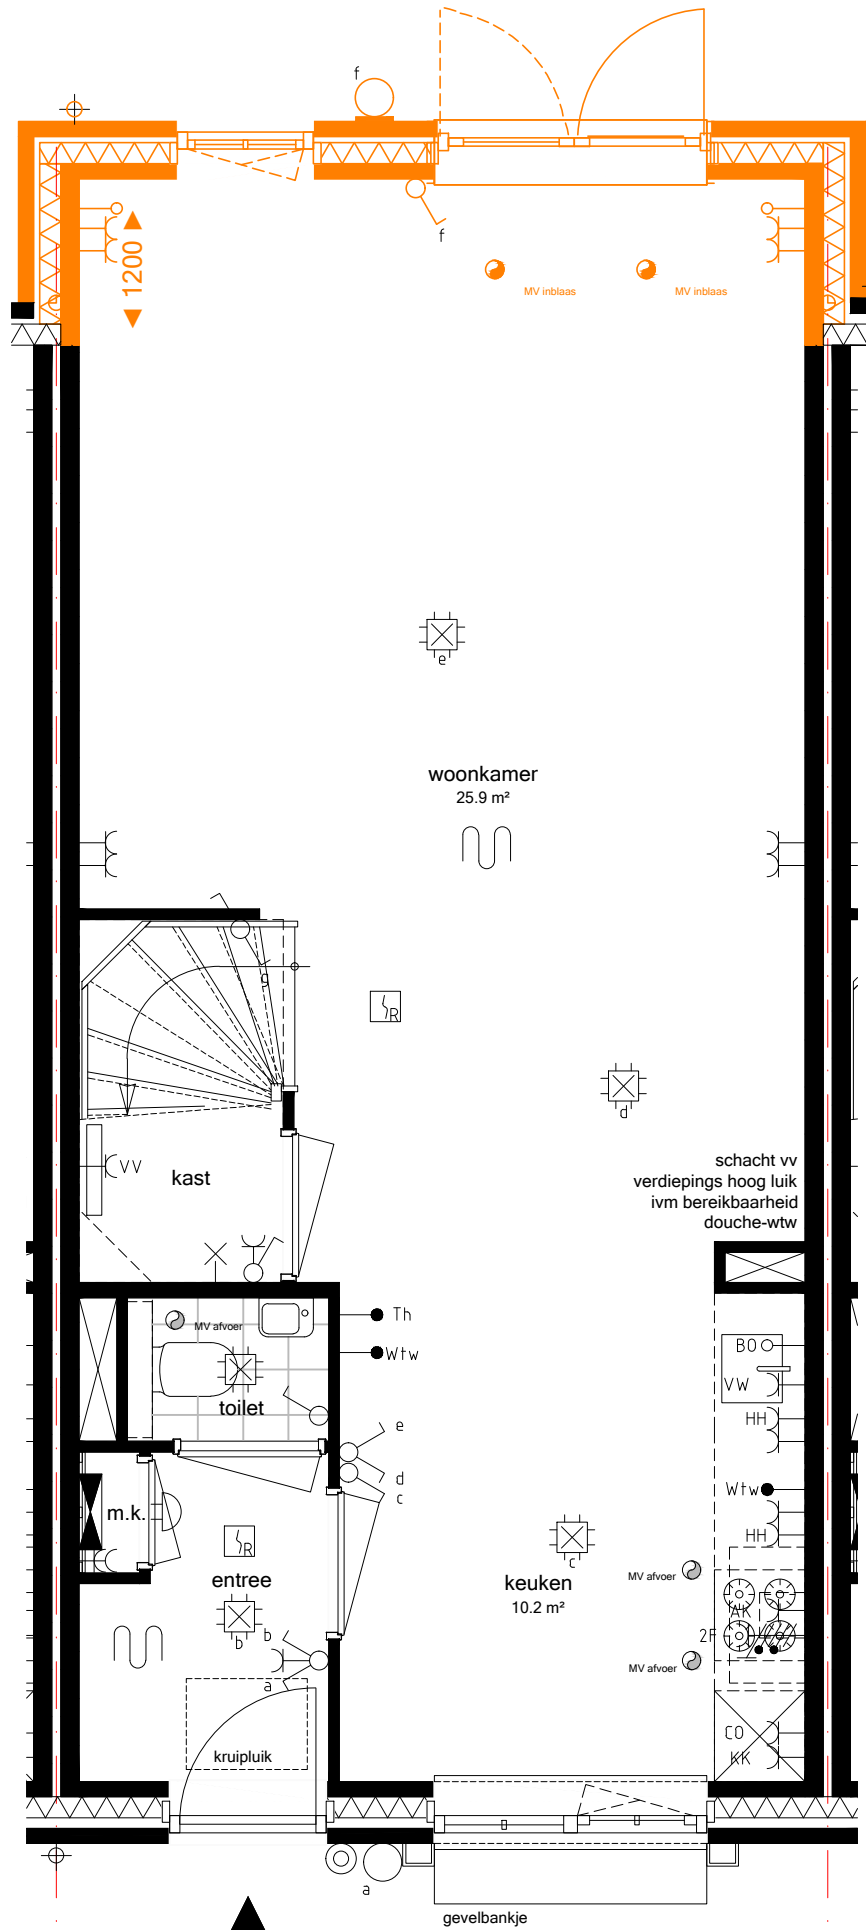 f
f
1200
MV inblaas
MV inblaas
e
woonkamer
25.9 m²
g
R
d
schacht vv
verdiepings hoog luik
ivm bereikbaarheid
douche-wtw
VV
kast
Th
MV afvoer
Wtw
BO
VW
toilet
HH
e
d
c
Wtw
m.k.
HH
R
c
entree
keuken
MV afvoer
10.2 m²
AK
b
b
2F
a
MV afvoer
CO
kruipluik
KK
a
gevelbankje